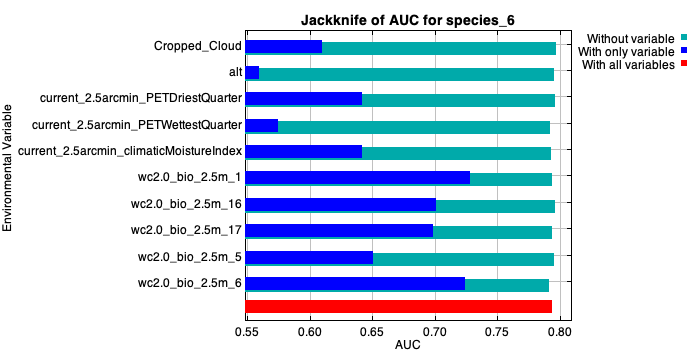 Jackknife of AUC for species_6
Without variable
With only variable
With all variables
Environmental Variable
Cropped_Cloud
alt
current_2.5arcmin_PETDriestQuarter
current_2.5arcmin_PETWettestQuarter
current_2.5arcmin_climaticMoistureIndex
wc2.0_bio_2.5m_1
wc2.0_bio_2.5m_16
wc2.0_bio_2.5m_17
wc2.0_bio_2.5m_5
wc2.0_bio_2.5m_6
0.55 0.60 0.65 0.70 0.75 0.80
AUC